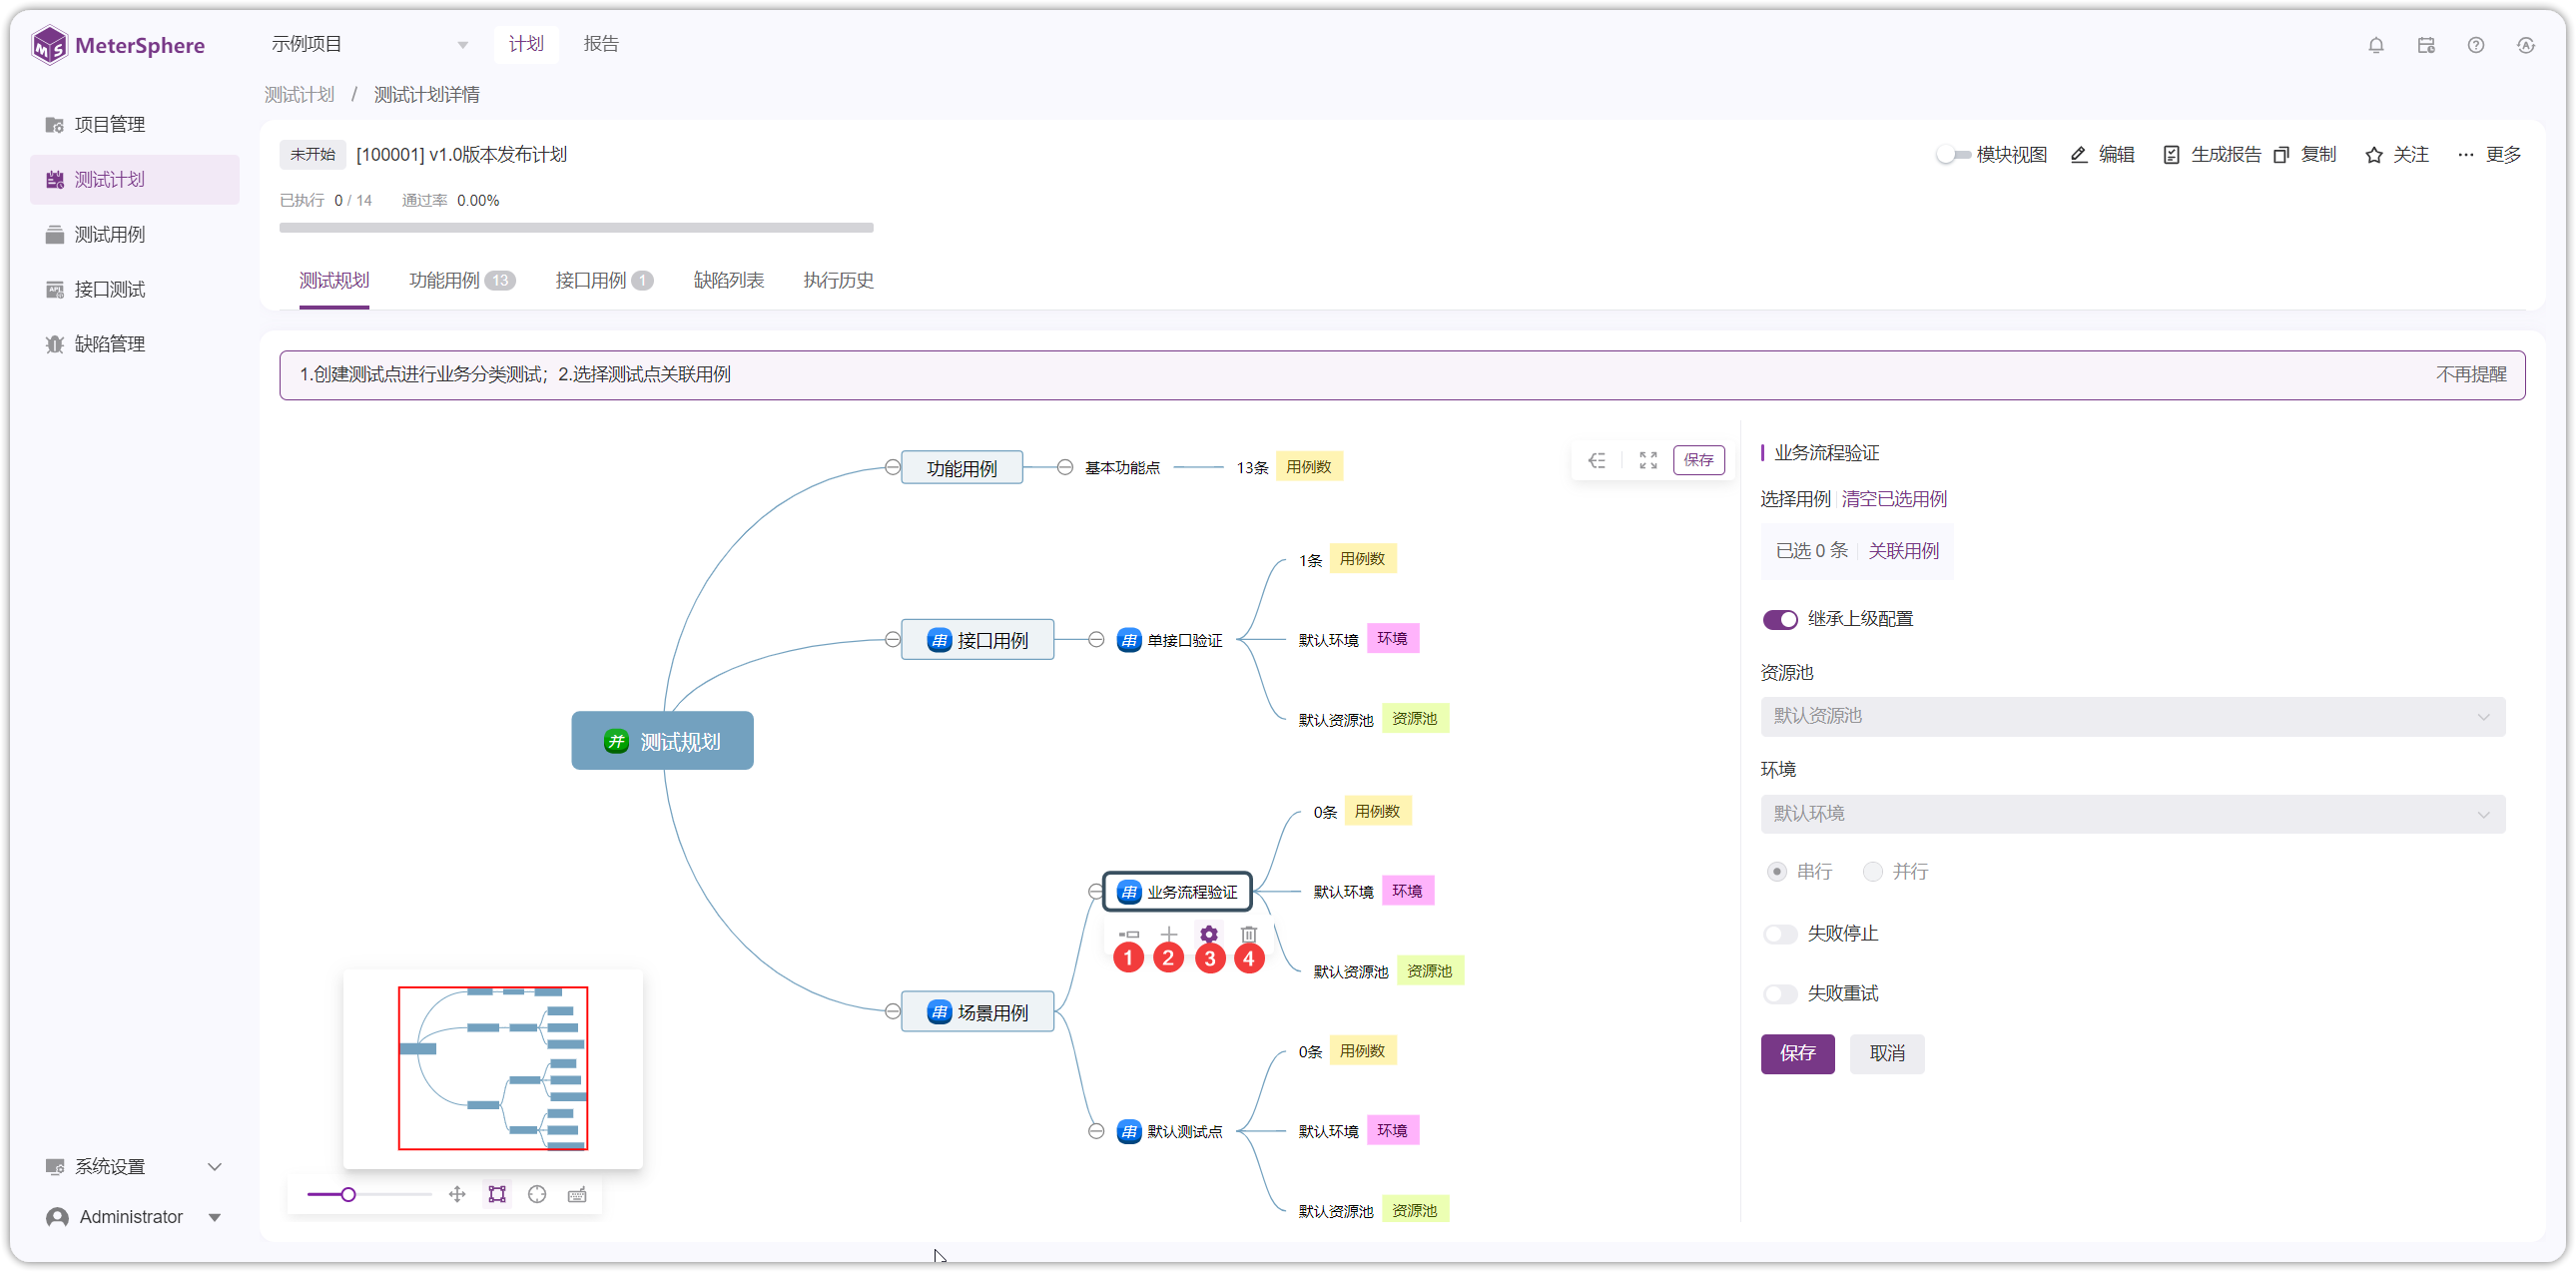 MeterSphere
示例项目
计划
报告
测试计划 / 测试计划详情
项目管理
测试计划
测试用例
接口测试
缺陷管理
系统设置
Administrator
未开始 [100001] v1.0版本发布计划
模块视图
编辑
生成报告
复制
关注
更多
已执行 0 / 14 通过率 0.00%
测试规划
功能用例 13
接口用例 1
缺陷列表
执行历史
1.创建测试点进行业务分类测试；2.选择测试点关联用例
不再提醒
保存
功能用例
基本功能点
13条 用例数
1条 用例数
串 接口用例
串 单接口验证
默认环境 环境
默认资源池 资源池
并 测试规划
0条 用例数
串 业务流程验证
默认环境 环境
1 2 3 4
默认资源池 资源池
串 场景用例
0条 用例数
串 默认测试点
默认环境 环境
默认资源池 资源池
业务流程验证
选择用例 清空已选用例
已选 0 条 关联用例
继承上级配置
资源池
默认资源池
环境
默认环境
串行 并行
失败停止
失败重试
保存 取消